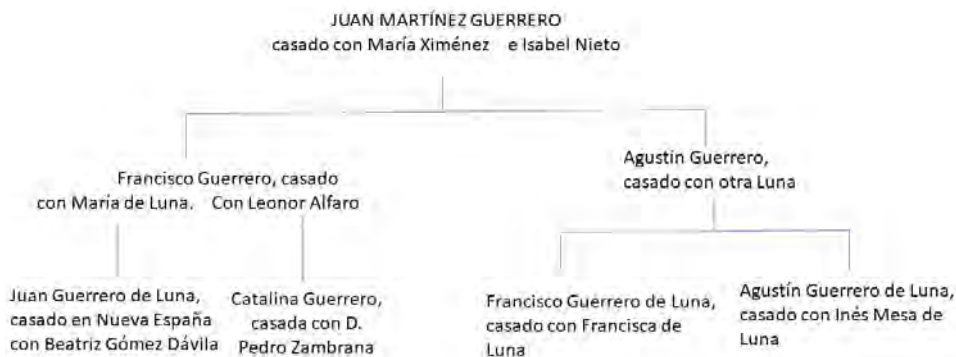 JUAN MARTÍNEZ GUERRERO
casado con María Ximénez e Isabel Nieto
Francisco Guerrero, casado
con María de Luna. Con Leonor Alfaro
Agustín Guerrero,
casado con otra Luna
Juan Guerrero de Luna,
casado en Nueva España
con Beatriz Gómez Dávila
Catalina Guerrero,
casada con D.
Pedro Zambrana
Francisco Guerrero de Luna,
casado con Francisca de
Luna
Agustín Guerrero de Luna,
casado con Inés Mesa de
Luna